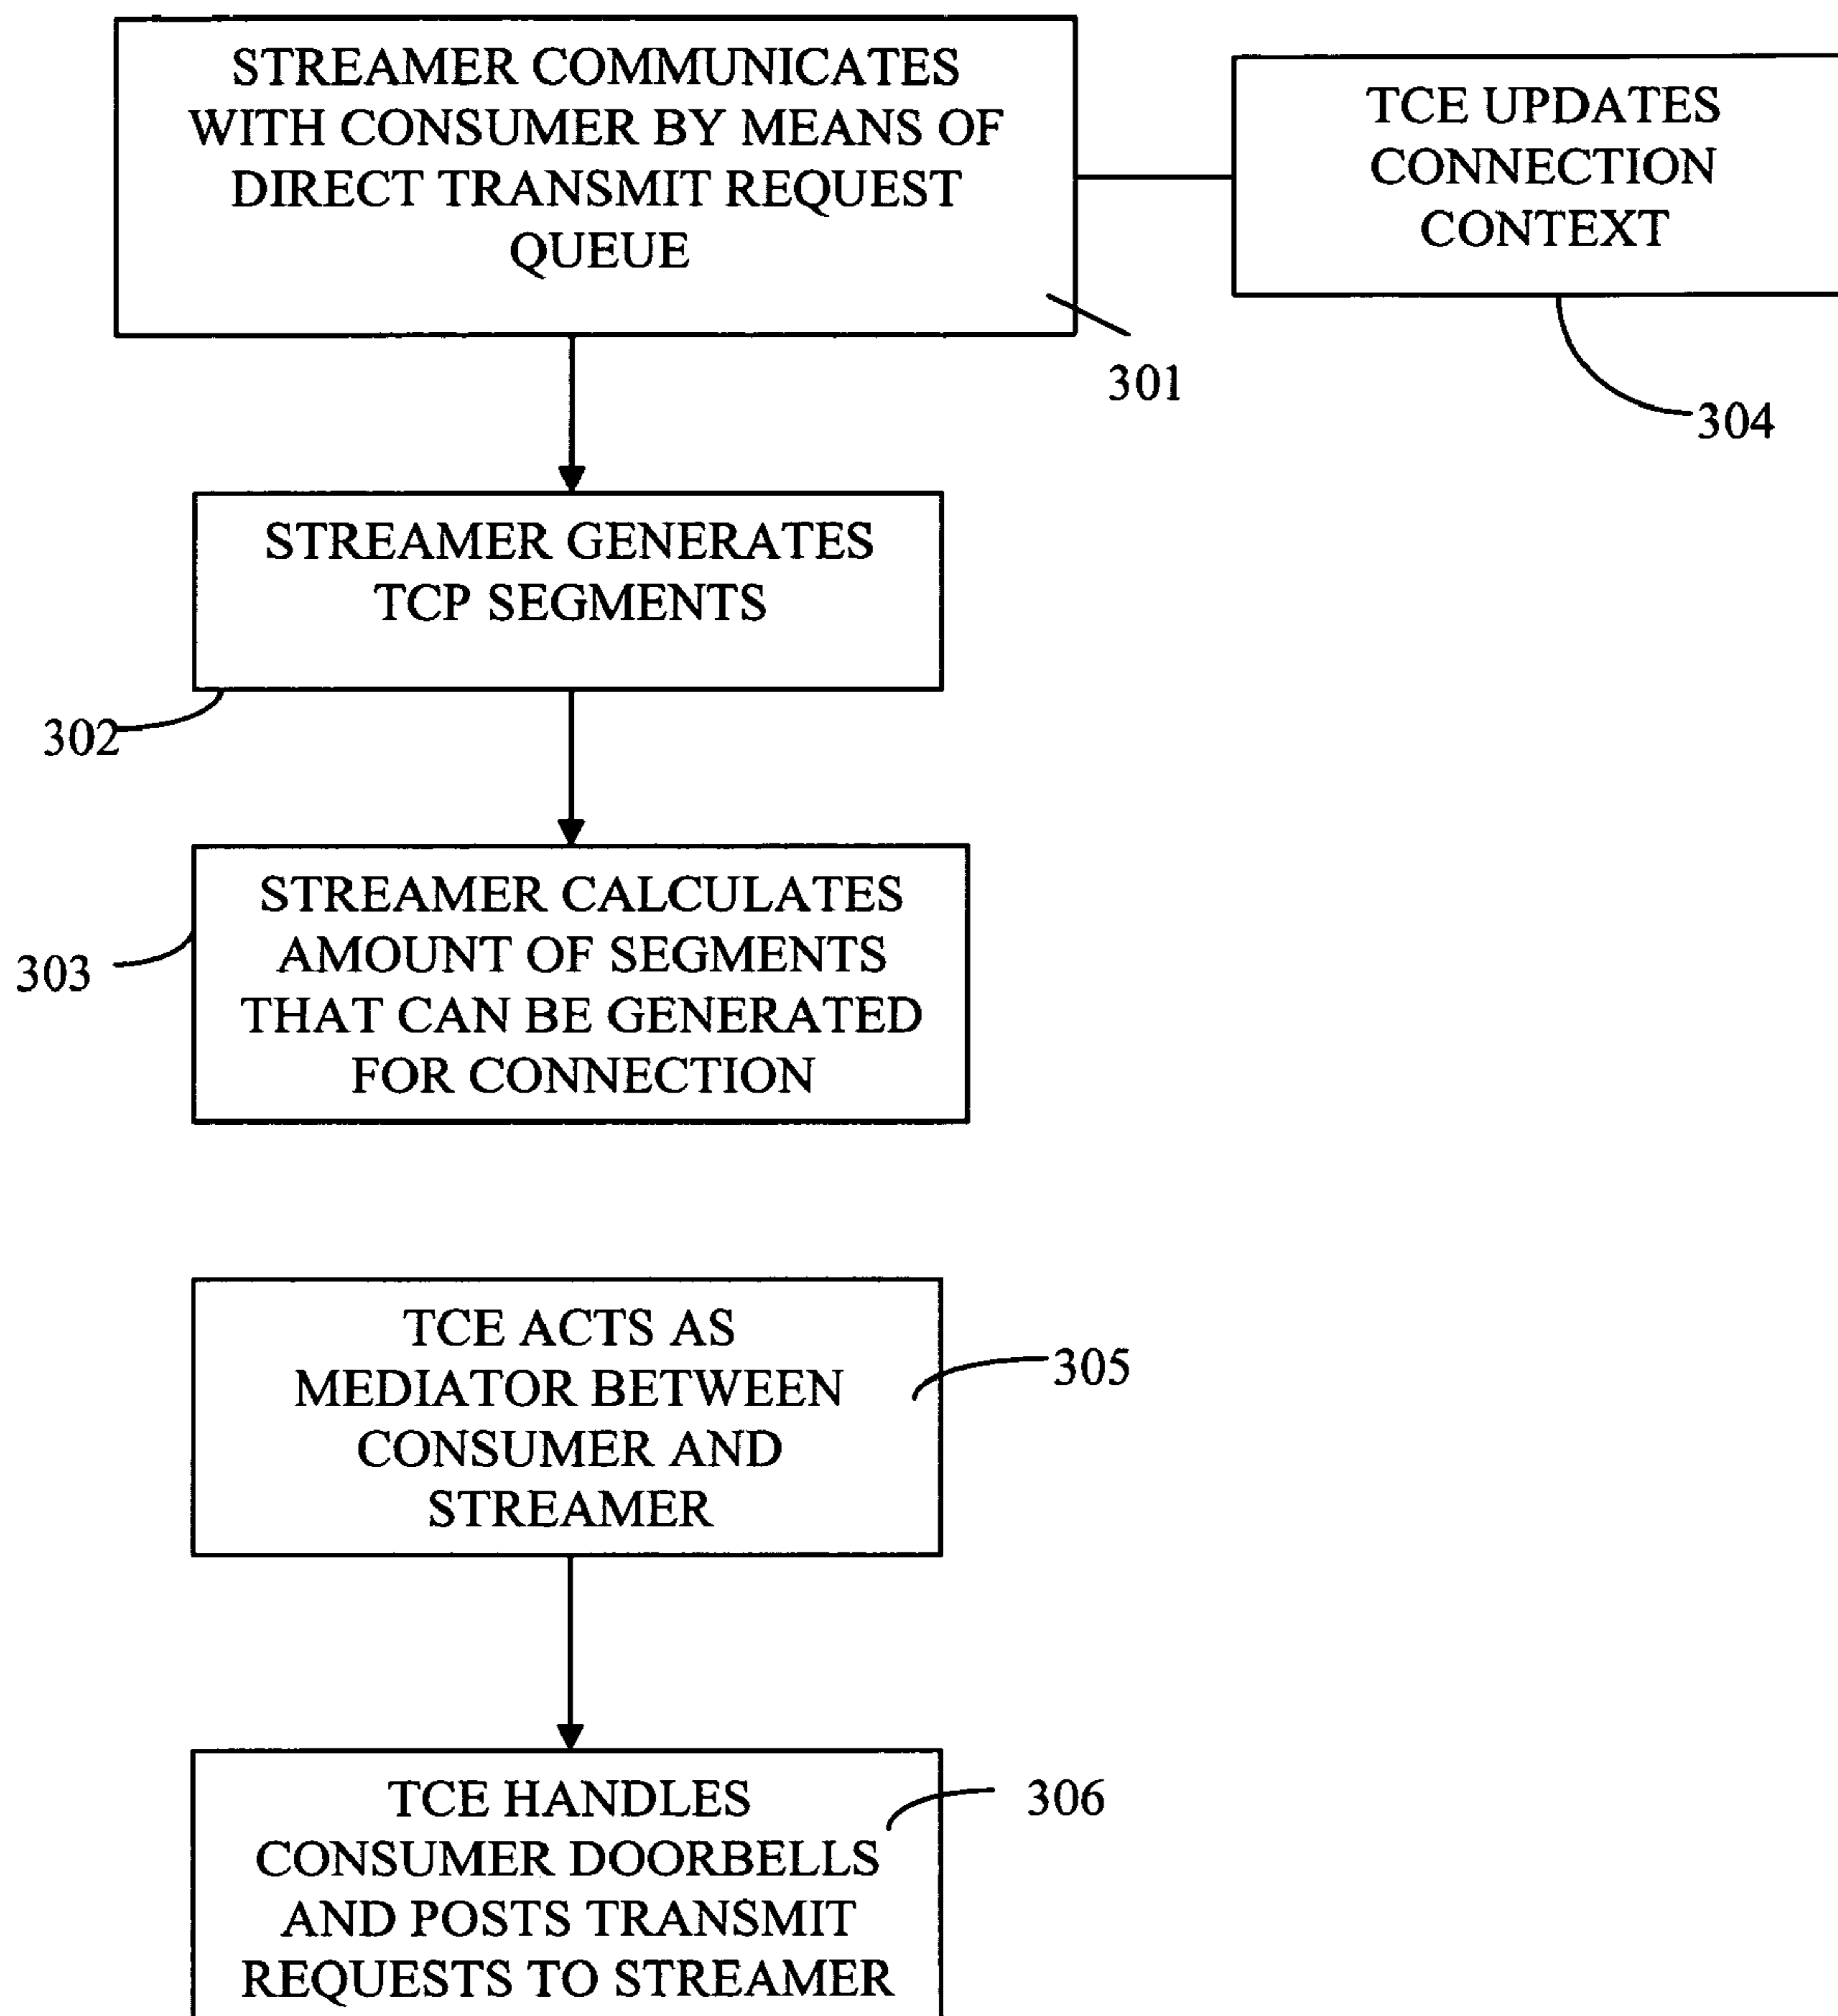 STREAMER COMMUNICATES
WITH CONSUMER BY MEANS OF
DIRECT TRANSMIT REQUEST
QUEUE
301
TCE UPDATES
CONNECTION
CONTEXT
304
STREAMER GENERATES
TCP SEGMENTS
302
STREAMER CALCULATES
AMOUNT OF SEGMENTS
THAT CAN BE GENERATED
FOR CONNECTION
303
TCE ACTS AS
MEDIATOR BETWEEN
CONSUMER AND
STREAMER
305
TCE HANDLES
CONSUMER DOORBELLS
AND POSTS TRANSMIT
REQUESTS TO STREAMER
306